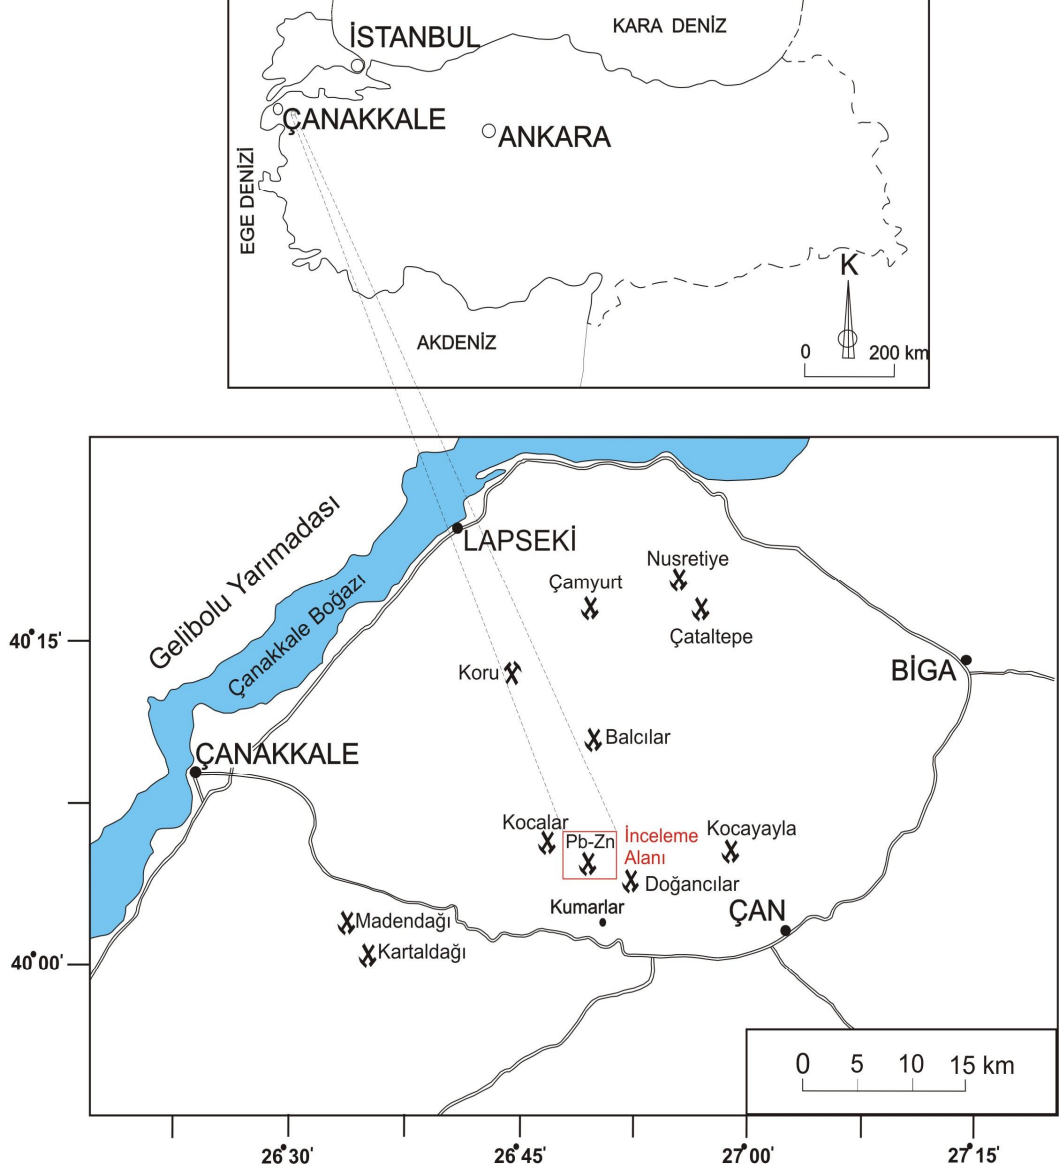 KARA DENİZ
İSTANBUL
ÇANAKKALE
ANKARA
EGE DENİZİ
K
AKDENİZ
0 200 km
Gelibolu Yarımadası
LAPSEKİ
Nusretiye
Çamyurt
Çanakkale Boğazı
Çataltepe
40°15'
Koru
BİGA
Balcılar
ÇANAKKALE
Kocalar
Pb-Zn
İnceleme
Alanı
Kocayayla
Doğancılar
Kumarlar
ÇAN
Madendağı
Kartaldağı
40°00'
0 5 10 15 km
26°30' 26°45' 27°00' 27°15'